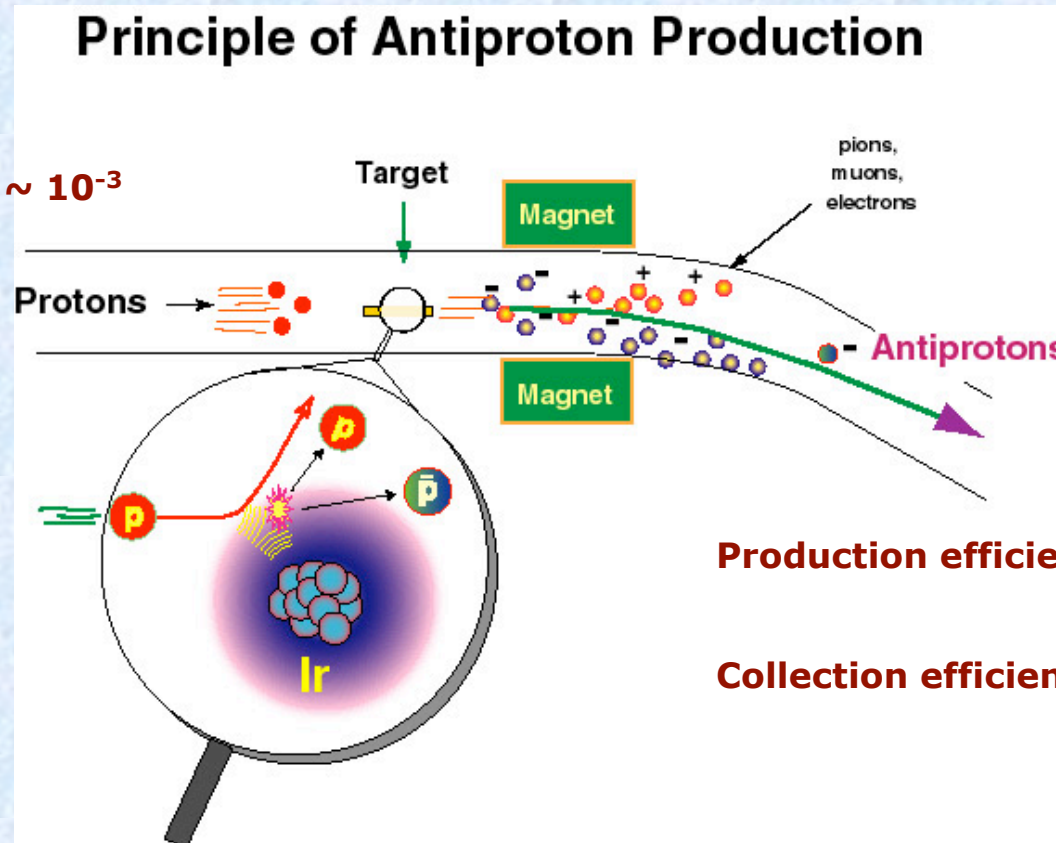 Principle of Antiproton Production
~ 10⁻³
Target
pions,
muons,
electrons
Magnet
Protons
- - + + +
- - -
- Antiprotons
Magnet
p
p
p̄
Ir
Production efficie
Collection efficien